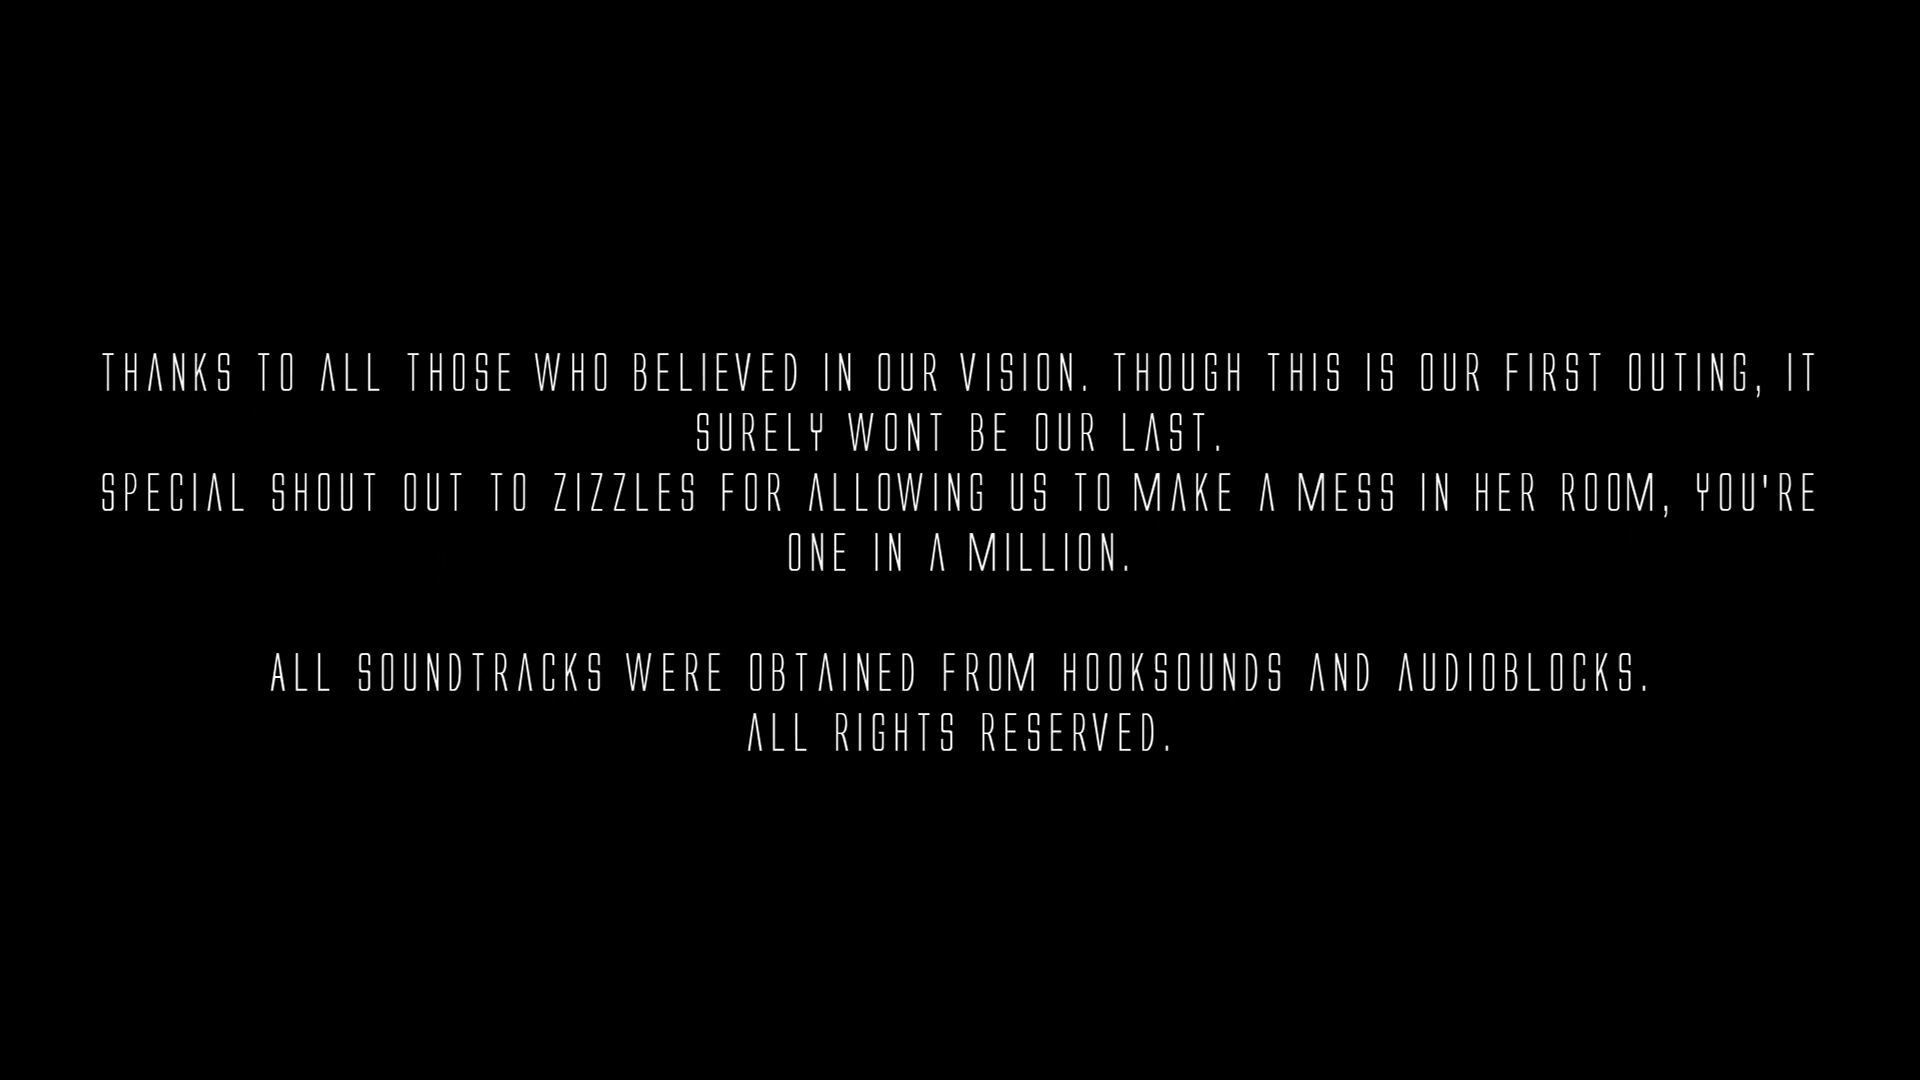 THANKS TO ALL THOSE WHO BELIEVED IN OUR VISION. THOUGH THIS IS OUR FIRST OUTING, IT
SURELY WONT BE OUR LAST.
SPECIAL SHOUT OUT TO ZIZZLES FOR ALLOWING US TO MAKE A MESS IN HER ROOM, YOU'RE
ONE IN A MILLION.
ALL SOUNDTRACKS WERE OBTAINED FROM HOOKSOUNDS AND AUDIOBLOCKS.
ALL RIGHTS RESERVED.